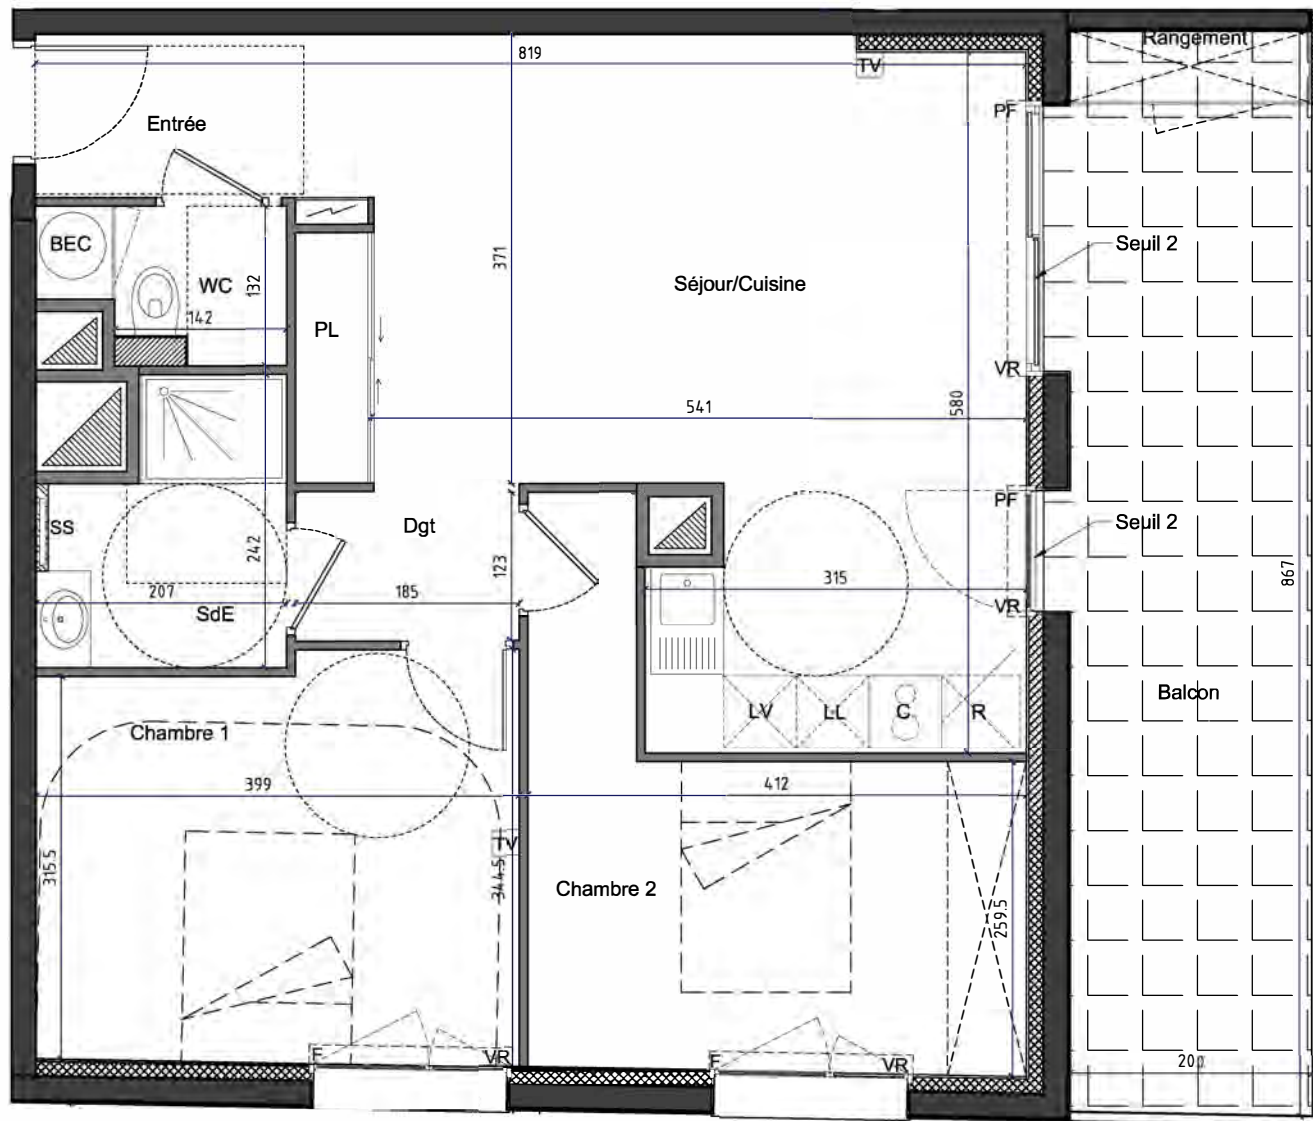 Rangement
819
TV
PF
Entrée
BEC
WC
132
142
371
Séjour/Cuisine
Seuil 2
PL
VR
541
580
SS
Dgt
PF
Seuil 2
242
123
207
SdE
185
315
VR
867
LV
LL
C
R
Balcon
Chambre 1
399
412
TV
315.5
344.5
Chambre 2
259.5
F
VR
F
VR